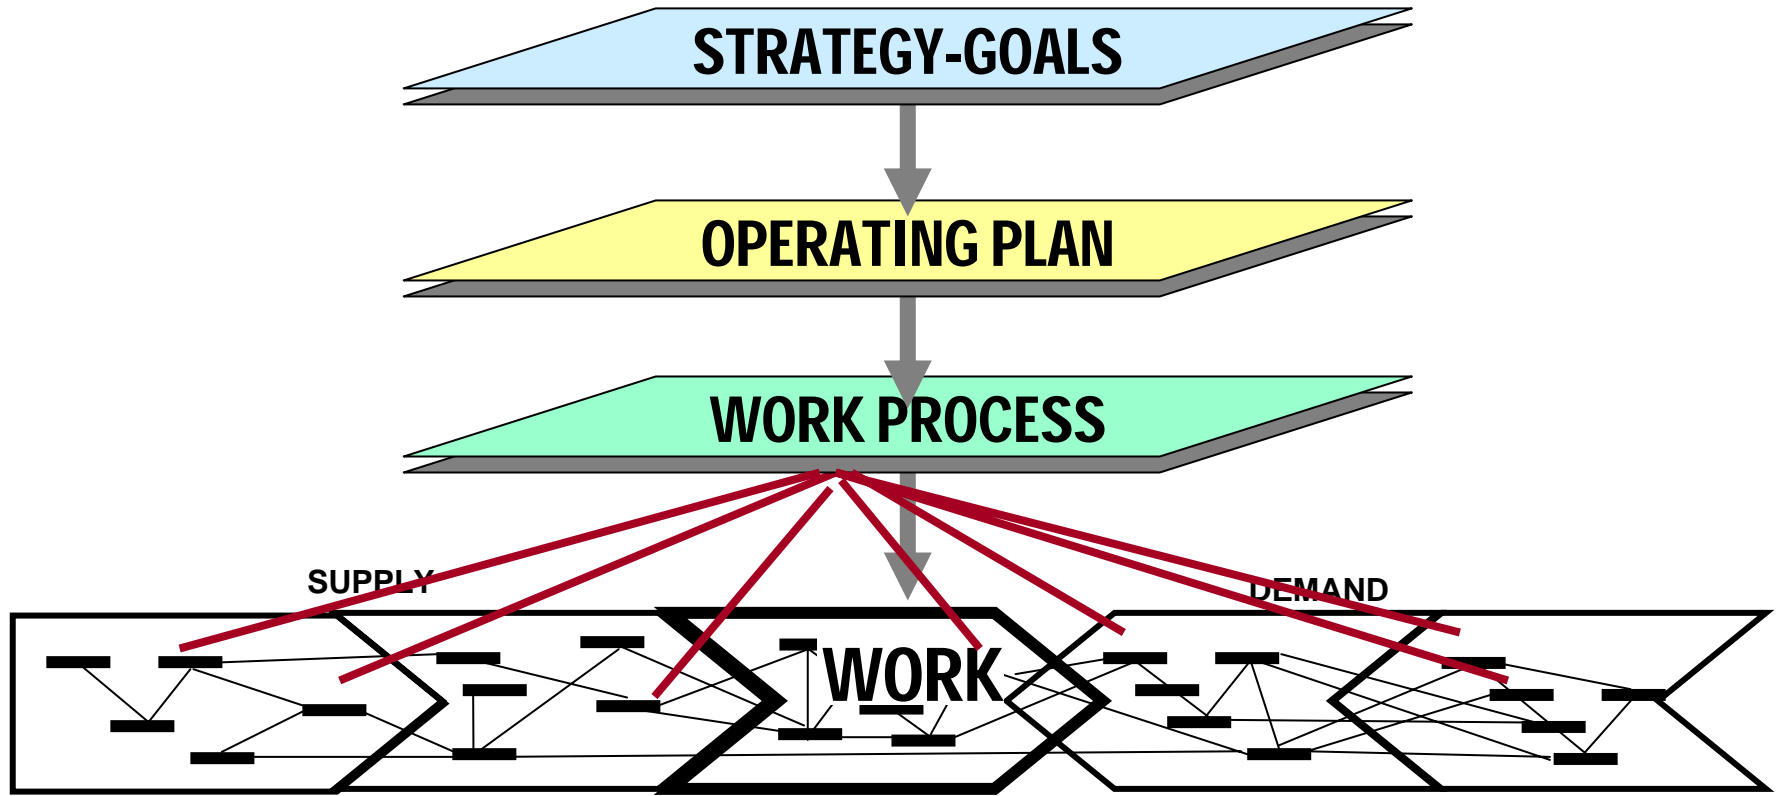 STRATEGY-GOALS
OPERATING PLAN
WORK PROCESS
SUPPLY
DEMAND
WORK